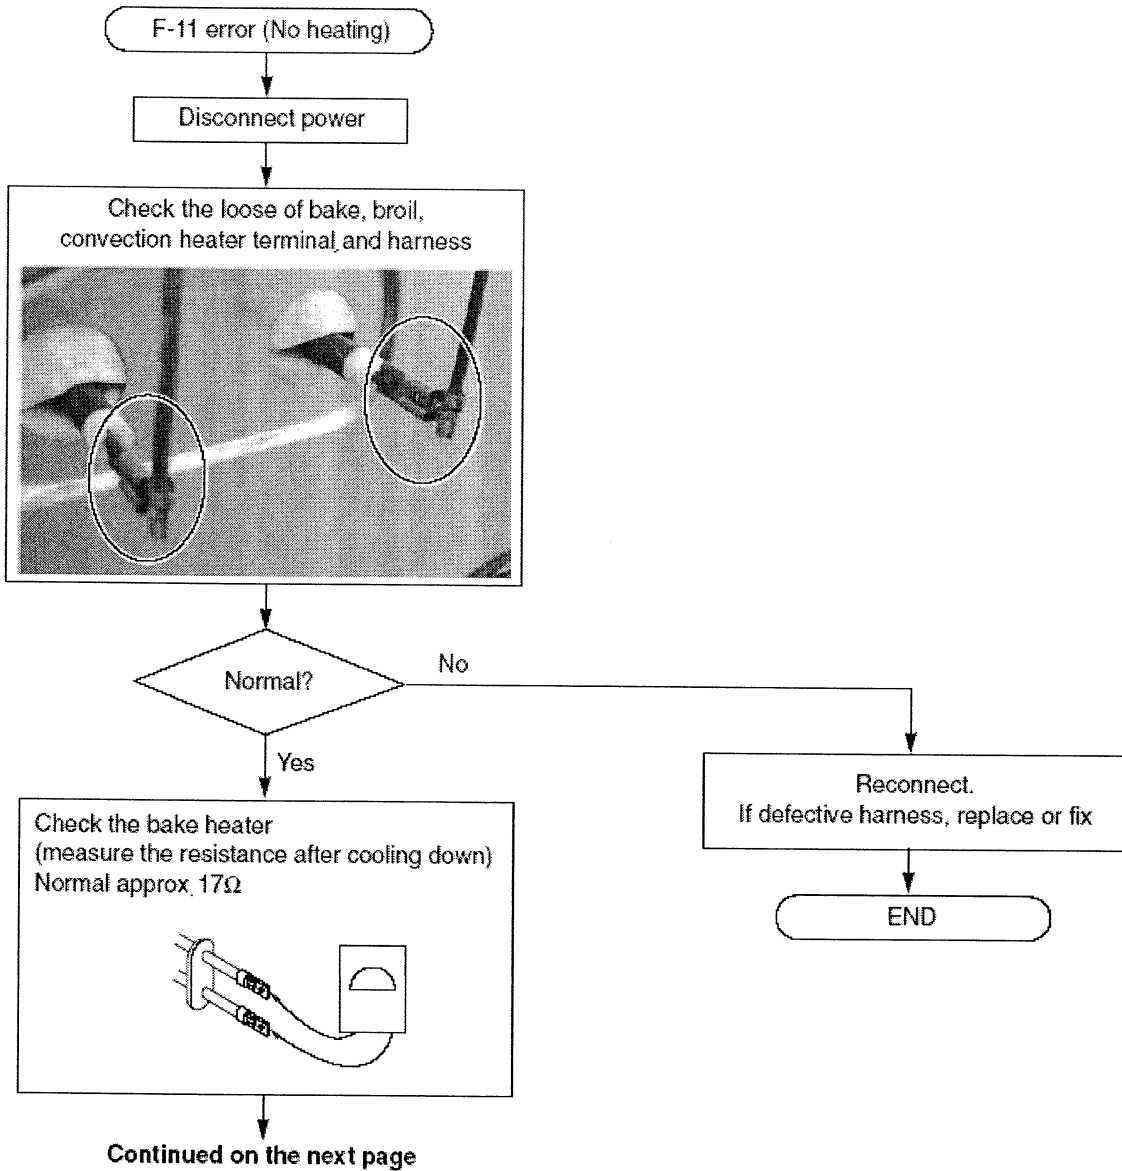 F-11 error (No heating)
Disconnect power
Check the loose of bake, broil,
convection heater terminal and harness
Normal?
No
Yes
Reconnect.
If defective harness, replace or fix
END
Check the bake heater
(measure the resistance after cooling down)
Normal approx. 17Ω
Continued on the next page